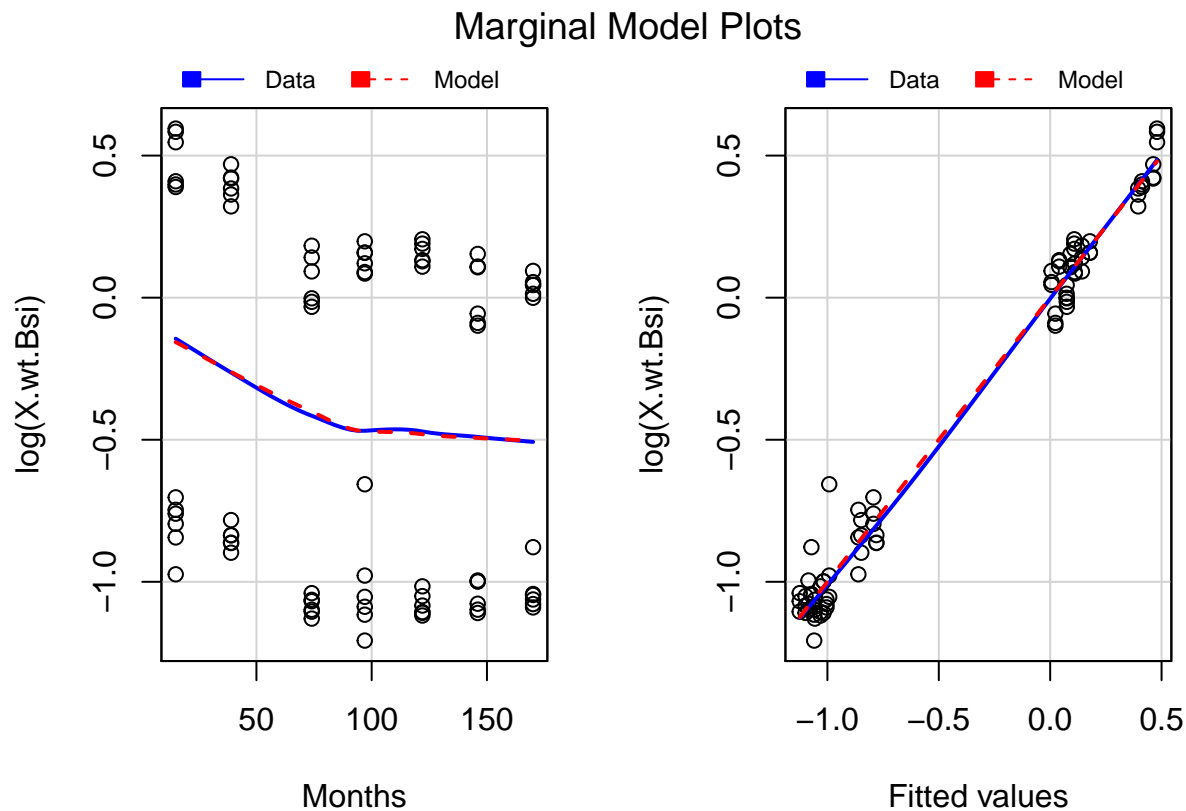 Marginal Model Plots
Data Model
log(X.wt.Bsi)
0.5
0.0
−0.5
−1.0
50 100 150
Months
Data Model
log(X.wt.Bsi)
0.5
0.0
−0.5
−1.0
−1.0 −0.5 0.0 0.5
Fitted values